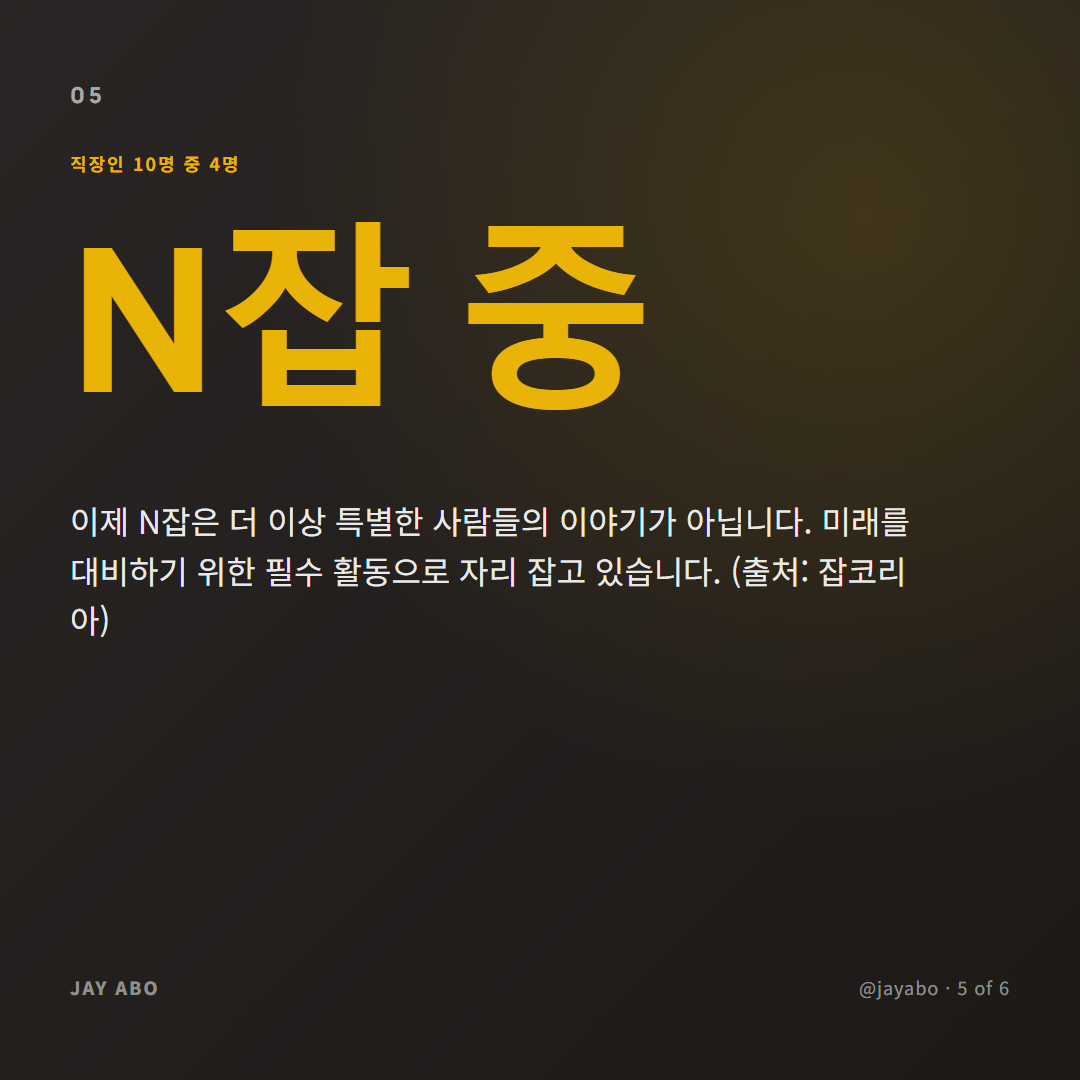 05
직장인 10명 중 4명
N잡 중
이제 N잡은 더 이상 특별한 사람들의 이야기가 아닙니다. 미래를
대비하기 위한 필수 활동으로 자리 잡고 있습니다. (출처: 잡코리
아)
JAY ABO
@jayabo · 5 of 6